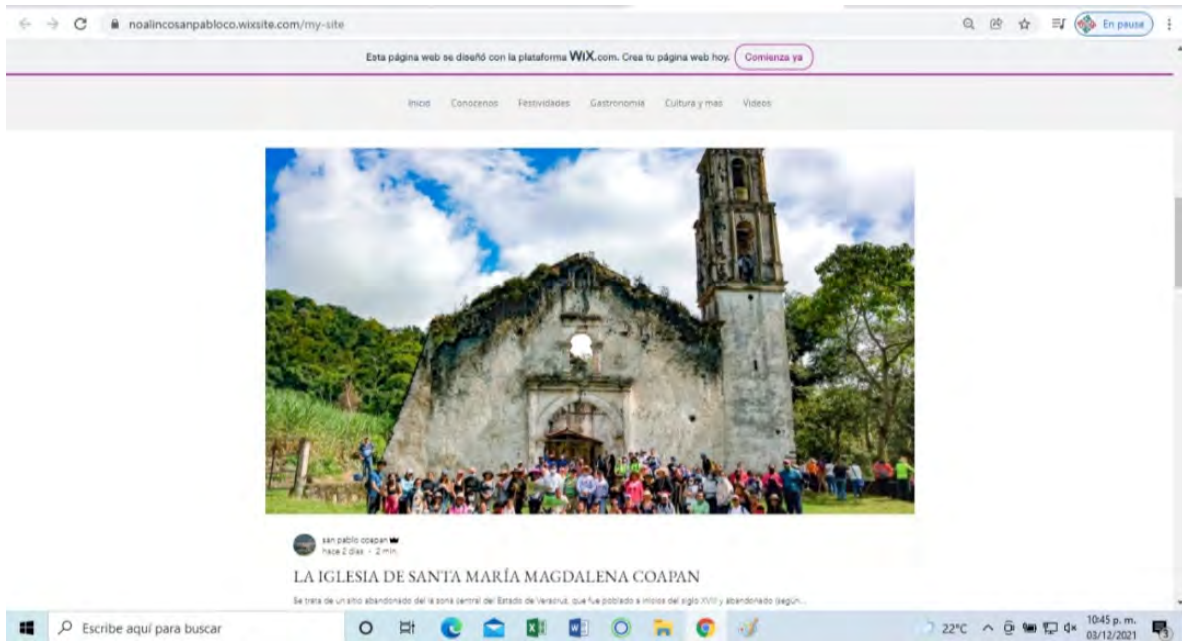 noalincosanpabloco.wixsite.com/my-site
En pausa
Esta página web se diseñó con la plataforma WiX.com. Crea tu página web hoy. Comienza ya
Inicio Conocenos Festividades Gastronomia Cultura y mas Videos
san pablo coapan
hace 2 días · 2 min.
LA IGLESIA DE SANTA MARÍA MAGDALENA COAPAN
Se trata de un sitio abandonado del la zona central del Estado de Veracruz, que fue poblado a inicios del siglo XVIII y abandonado (según...
Escribe aquí para buscar
22°C
10:45 p. m.
03/12/2021
3